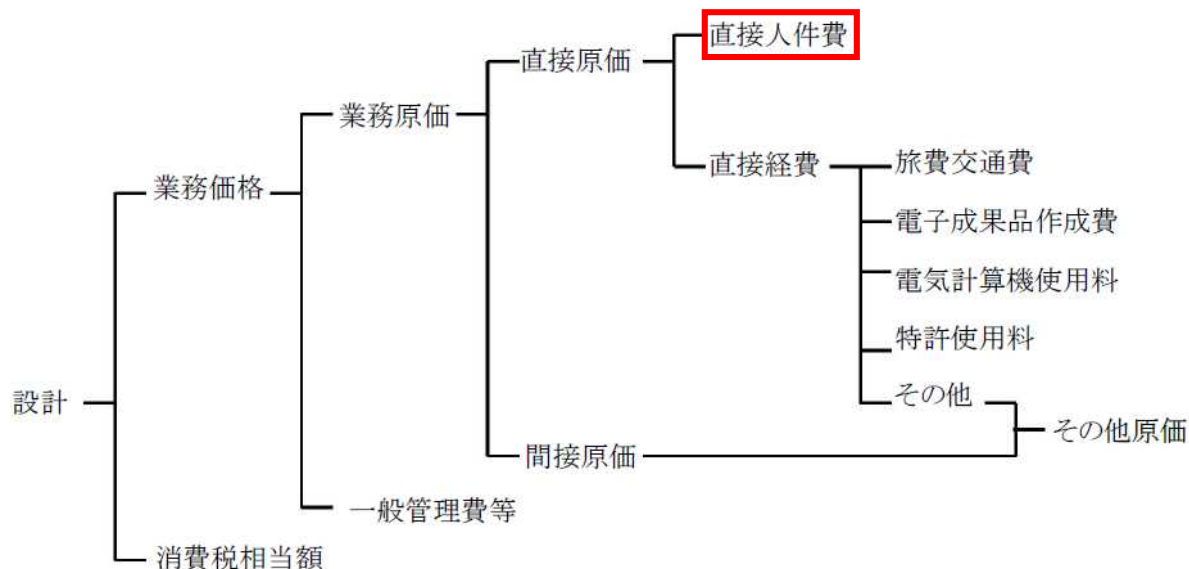 直接人件費
直接原価
業務原価
直接経費
旅費交通費
業務価格
電子成果品作成費
電気計算機使用料
特許使用料
設計
その他
その他原価
間接原価
一般管理費等
消費税相当額